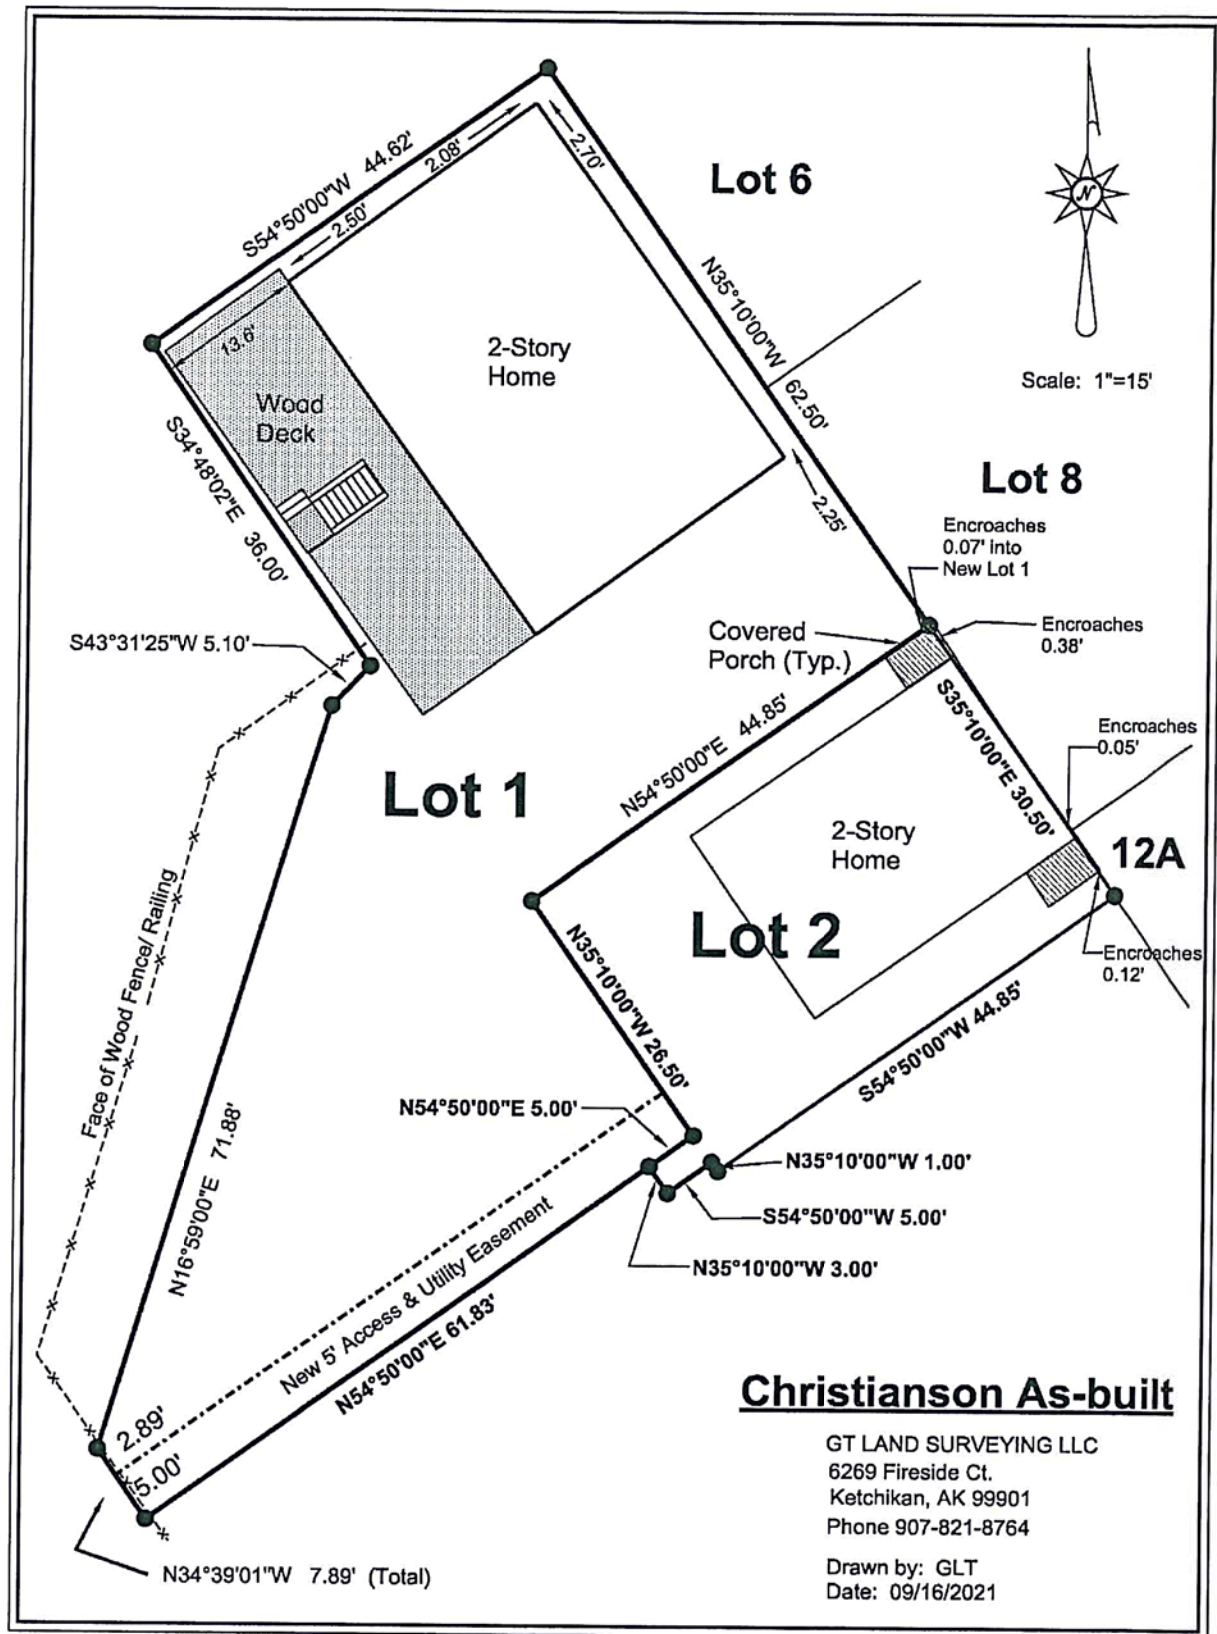 S54°50'00"W 44.62'
2.08'
2.70'
2.50'
Lot 6
N
Scale: 1"=15'
N35°10'00"W 62.50'
13.6'
2-Story
Home
Wood
Deck
S34°48'02"E 36.00'
Lot 8
2.25'
Encroaches
0.07' into
New Lot 1
S43°31'25"W 5.10'
Covered
Porch (Typ.)
Encroaches
0.38'
N54°50'00"E 44.85'
S35°10'00"E 30.50'
Encroaches
0.05'
Lot 1
2-Story
Home
12A
Lot 2
Encroaches
0.12'
Face of Wood Fence/ Railing
N35°10'00"W 26.50'
S54°50'00"W 44.85'
N54°50'00"E 5.00'
N35°10'00"W 1.00'
S54°50'00"W 5.00'
N35°10'00"W 3.00'
N16°59'00"E 71.88'
New 5' Access & Utility Easement
N54°50'00"E 61.83'
2.89'
5.00'
N34°39'01"W 7.89' (Total)
Christianson As-built
GT LAND SURVEYING LLC
6269 Fireside Ct.
Ketchikan, AK 99901
Phone 907-821-8764
Drawn by: GLT
Date: 09/16/2021